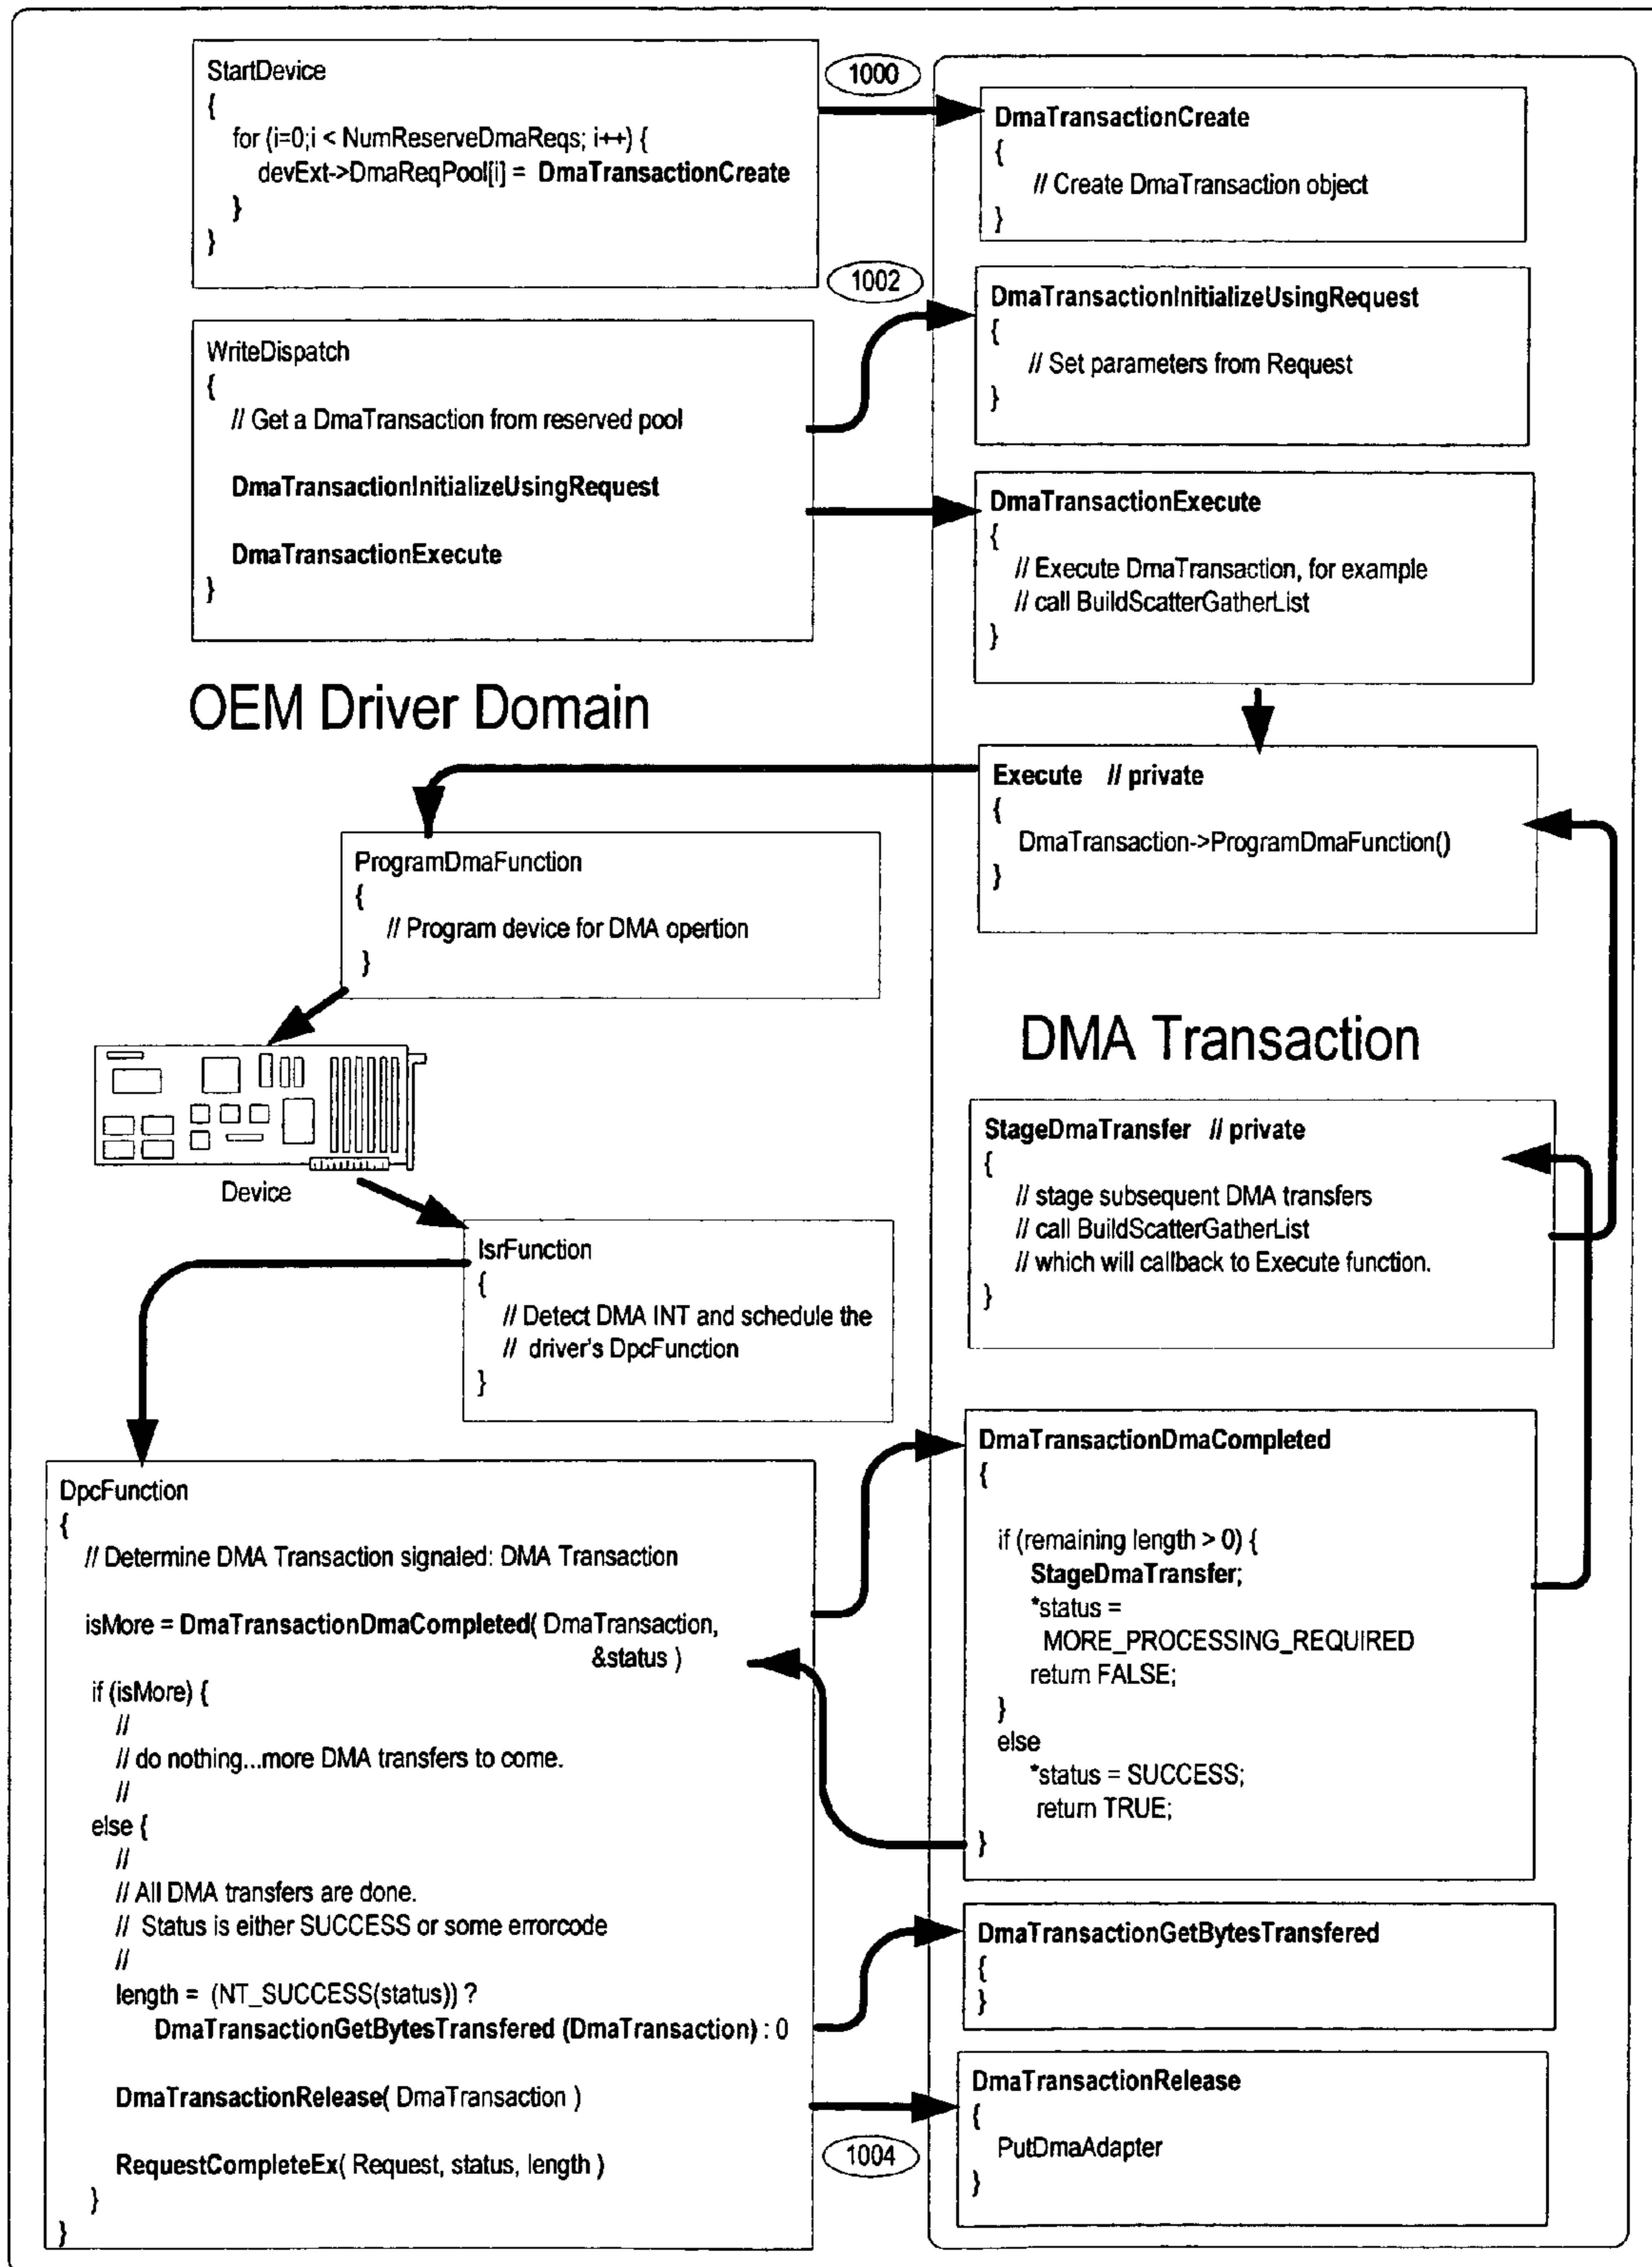 StartDevice
{
for (i=0;i < NumReserveDmaReqs; i++) {
devExt->DmaReqPool[i] = DmaTransactionCreate
}
}
1000
DmaTransactionCreate
{
// Create DmaTransaction object
}
1002
DmaTransactionInitializeUsingRequest
{
// Set parameters from Request
}
WriteDispatch
{
// Get a DmaTransaction from reserved pool
DmaTransactionInitializeUsingRequest
DmaTransactionExecute
}
DmaTransactionExecute
{
// Execute DmaTransaction, for example
// call BuildScatterGatherList
}
OEM Driver Domain
Execute // private
{
DmaTransaction->ProgramDmaFunction()
}
ProgramDmaFunction
{
// Program device for DMA opertion
}
DMA Transaction
Device
StageDmaTransfer // private
{
// stage subsequent DMA transfers
// call BuildScatterGatherList
// which will callback to Execute function.
}
IsrFunction
{
// Detect DMA INT and schedule the
// driver's DpcFunction
}
DpcFunction
{
// Determine DMA Transaction signaled: DMA Transaction
isMore = DmaTransactionDmaCompleted( DmaTransaction,
&status )
if (isMore) {
//
// do nothing...more DMA transfers to come.
//
else {
//
// All DMA transfers are done.
// Status is either SUCCESS or some errorcode
//
length = (NT_SUCCESS(status)) ?
DmaTransactionGetBytesTransfered (DmaTransaction) : 0
DmaTransactionRelease( DmaTransaction )
RequestCompleteEx( Request, status, length )
}
}
DmaTransactionDmaCompleted
{
if (remaining length > 0) {
StageDmaTransfer;
*status =
MORE_PROCESSING_REQUIRED
return FALSE;
}
else
*status = SUCCESS;
return TRUE;
}
DmaTransactionGetBytesTransfered
{
}
1004
DmaTransactionRelease
{
PutDmaAdapter
}